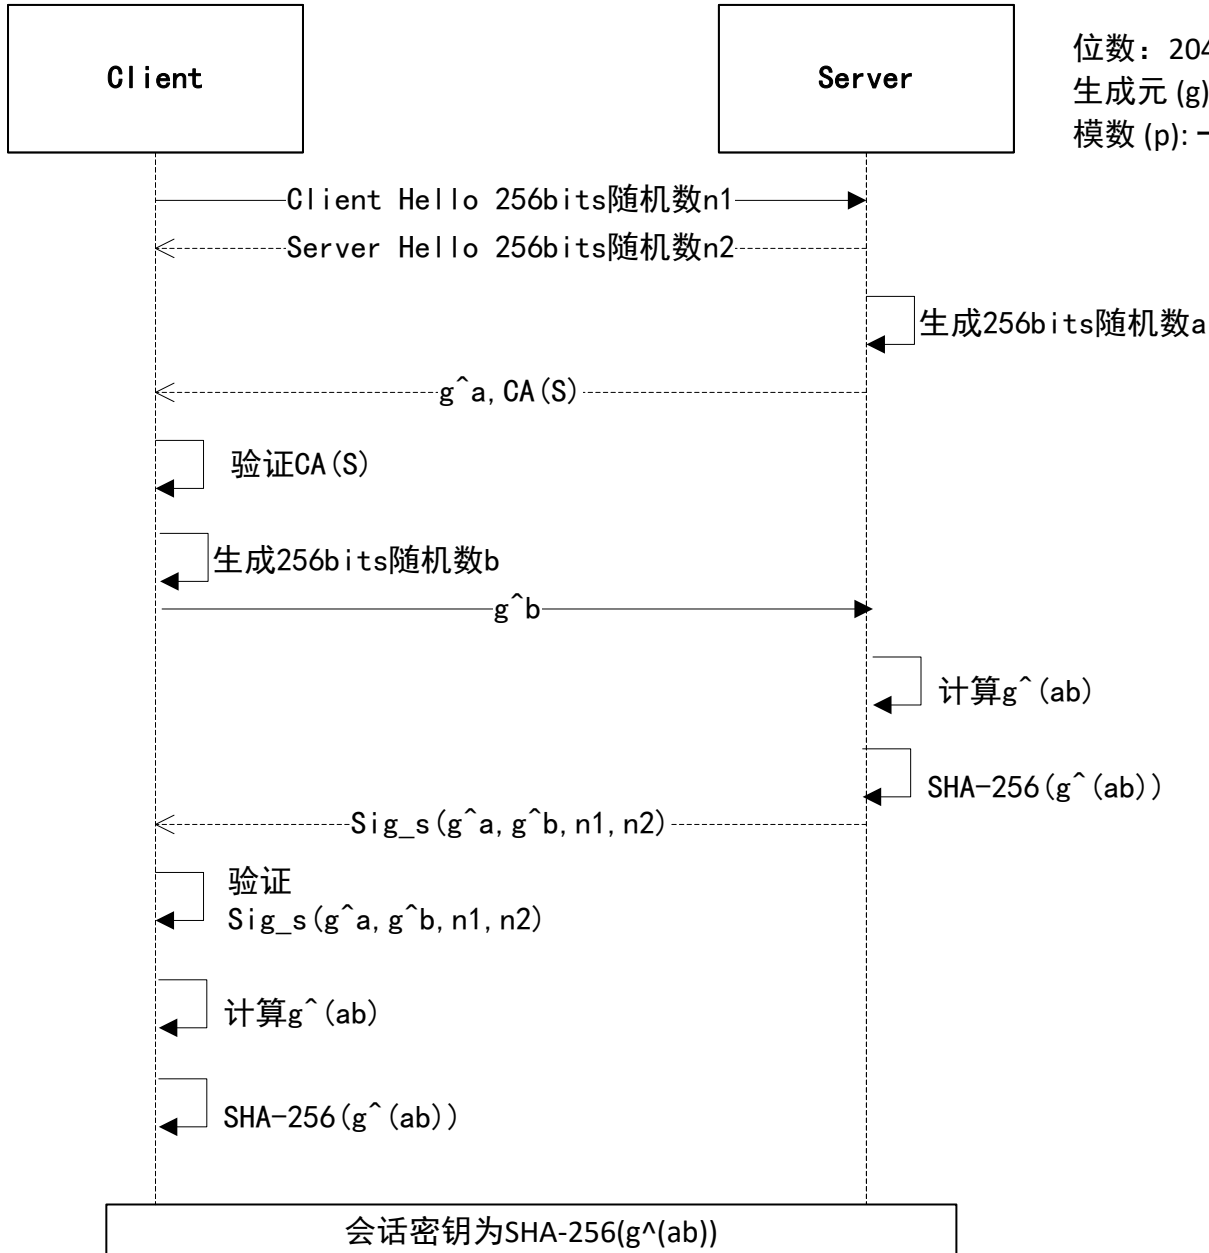 Client
Server
位数：204
生成元 (g)
模数 (p):
Client Hello 256bits随机数n1
Server Hello 256bits随机数n2
生成256bits随机数a
g^a,CA(S)
验证CA(S)
生成256bits随机数b
g^b
计算g^(ab)
SHA-256(g^(ab))
Sig_s(g^a,g^b,n1,n2)
验证
Sig_s(g^a,g^b,n1,n2)
计算g^(ab)
SHA-256(g^(ab))
会话密钥为SHA-256(g^(ab))